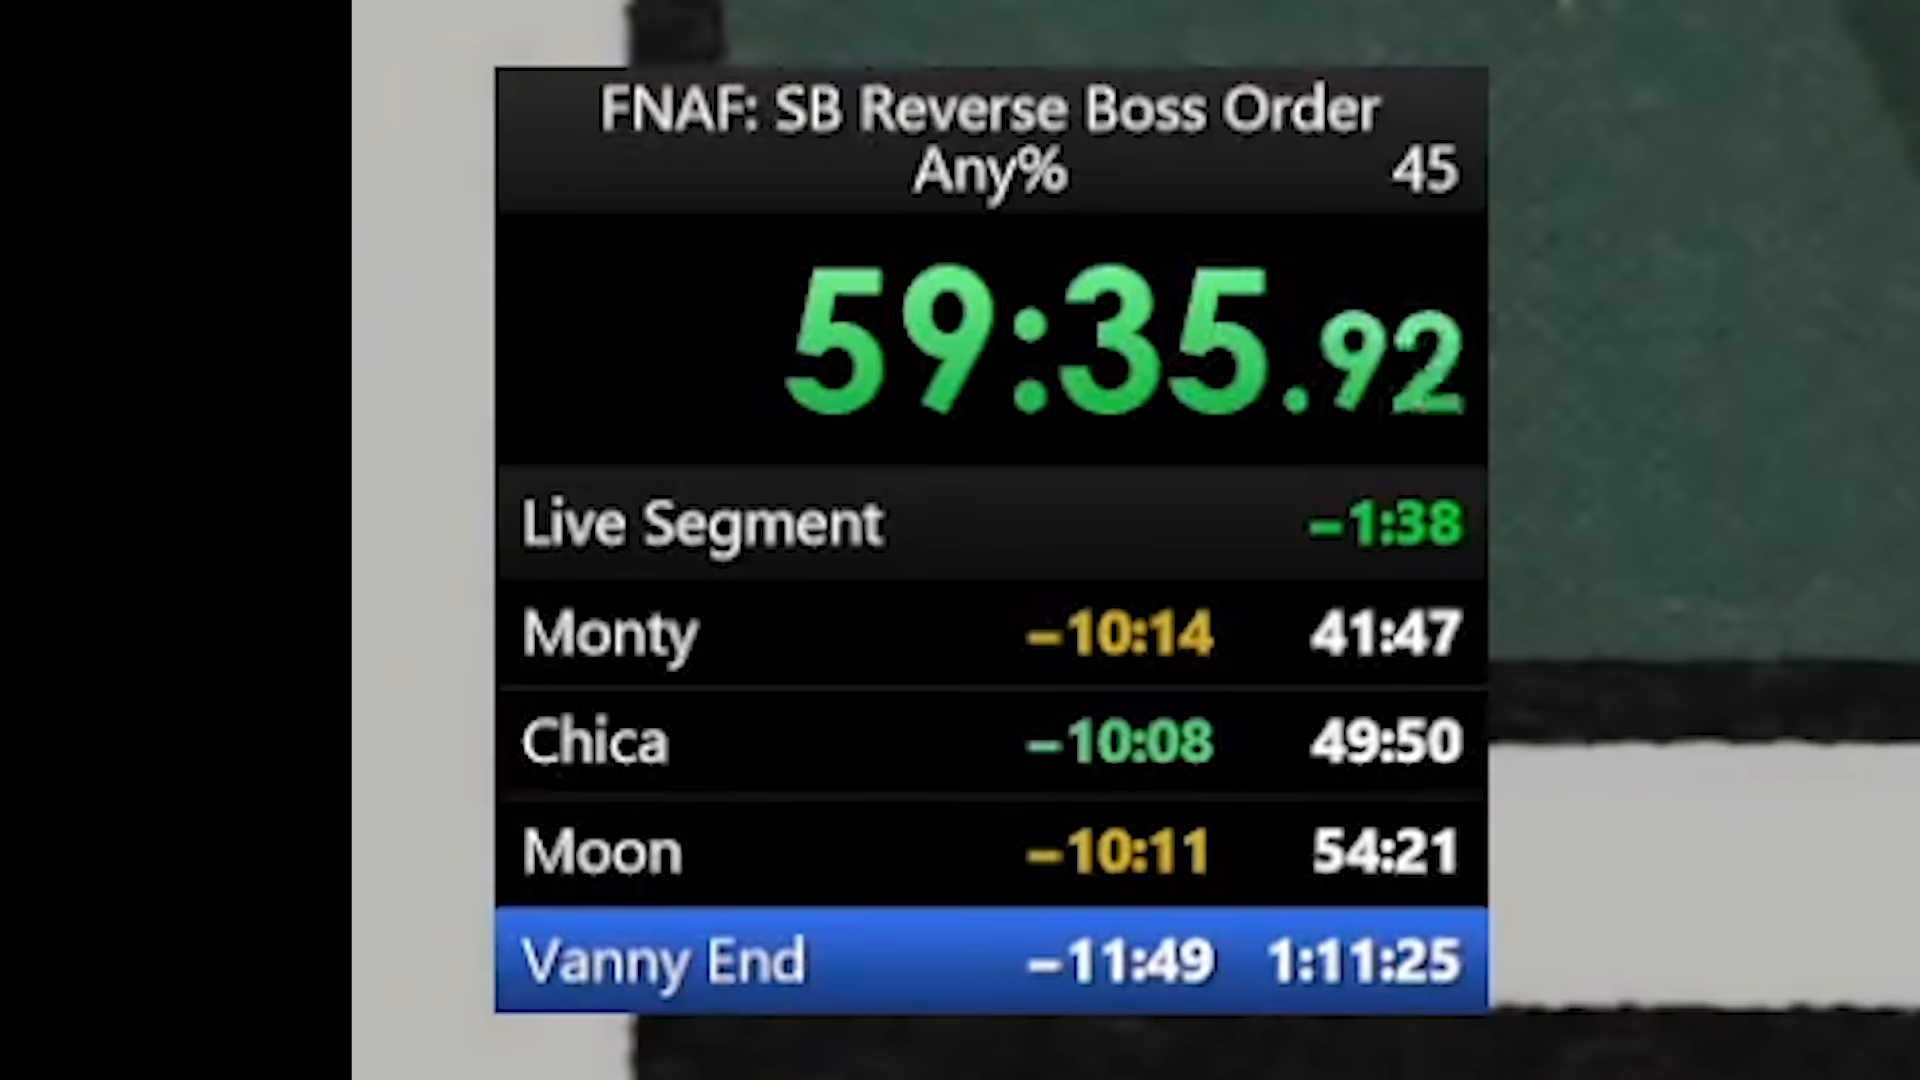 FNAF: SB Reverse Boss Order
Any% 45
59:35.92
Live Segment −1:38
Monty −10:14 41:47
Chica −10:08 49:50
Moon −10:11 54:21
Vanny End −11:49 1:11:25